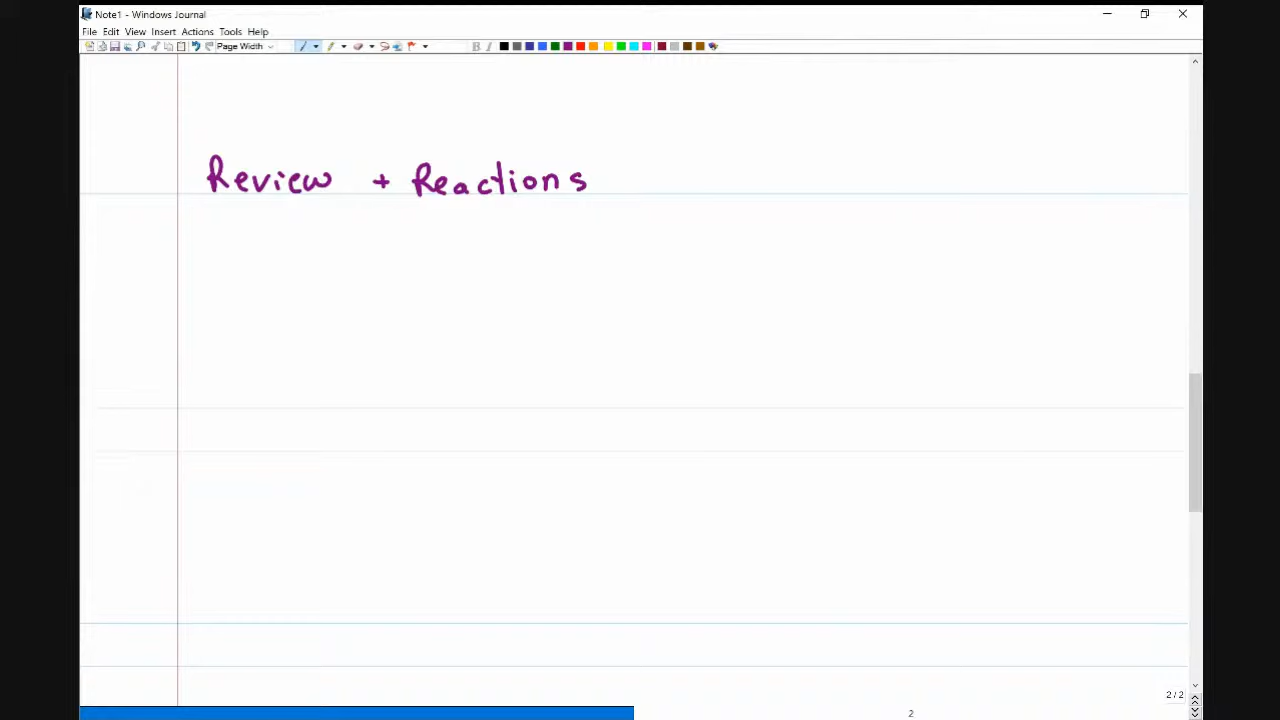 Note1 - Windows Journal
File Edit View Insert Actions Tools Help
Page Width B I
Review + Reactions
2 / 2
2